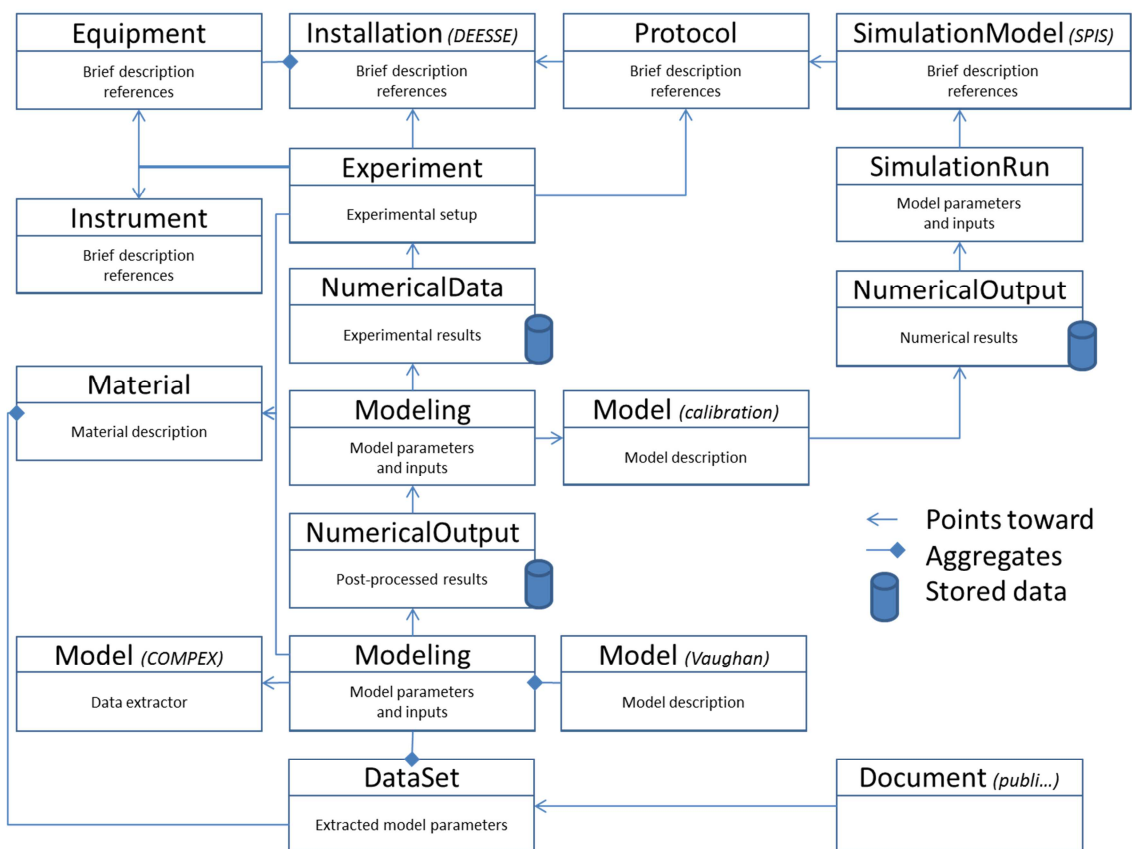 Equipment
Brief description
references
Installation (DEESSE)
Brief description
references
Protocol
Brief description
references
SimulationModel (SPIS)
Brief description
references
Experiment
Experimental setup
SimulationRun
Model parameters
and inputs
Instrument
Brief description
references
NumericalData
Experimental results
NumericalOutput
Numerical results
Material
Material description
Modeling
Model parameters
and inputs
Model (calibration)
Model description
NumericalOutput
Post-processed results
Points toward
Aggregates
Stored data
Model (COMPEX)
Data extractor
Modeling
Model parameters
and inputs
Model (Vaughan)
Model description
DataSet
Extracted model parameters
Document (publi...)